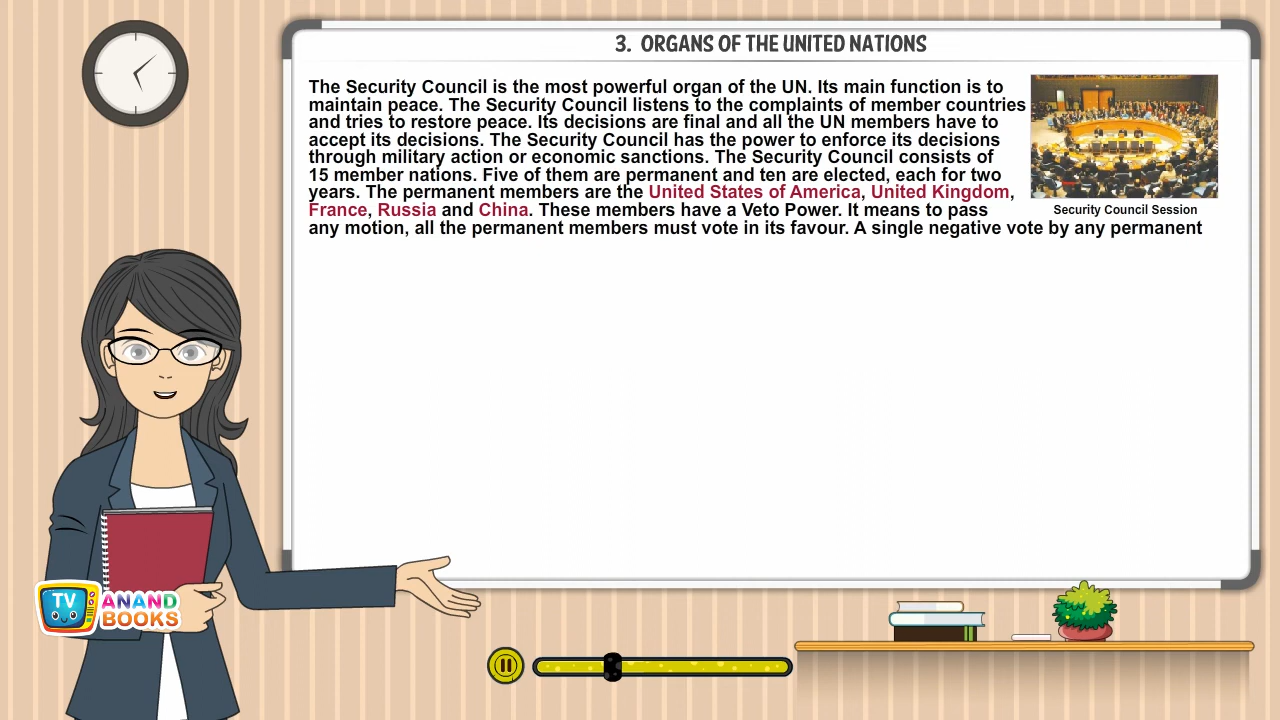 3. ORGANS OF THE UNITED NATIONS
The Security Council is the most powerful organ of the UN. Its main function is to
maintain peace. The Security Council listens to the complaints of member countries
and tries to restore peace. Its decisions are final and all the UN members have to
accept its decisions. The Security Council has the power to enforce its decisions
through military action or economic sanctions. The Security Council consists of
15 member nations. Five of them are permanent and ten are elected, each for two
years. The permanent members are the United States of America, United Kingdom,
France, Russia and China. These members have a Veto Power. It means to pass
any motion, all the permanent members must vote in its favour. A single negative vote by any permanent
Security Council Session
TV
ANAND
BOOKS